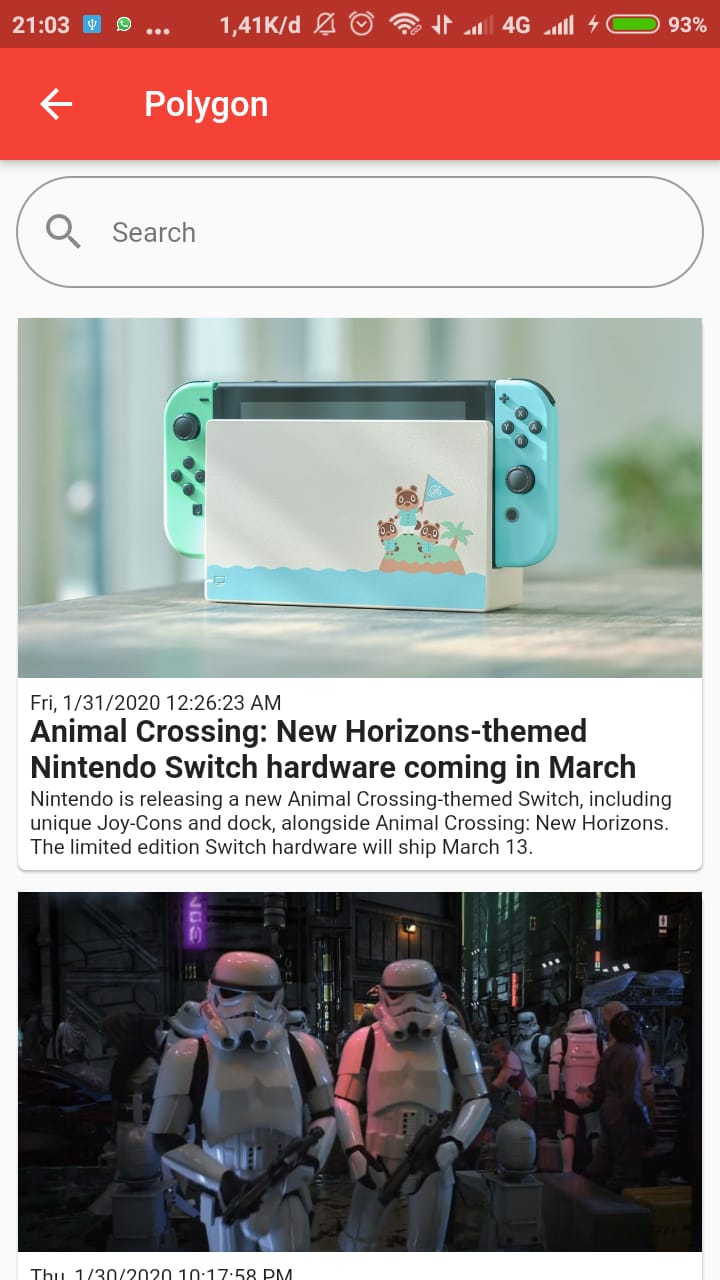 21:03 ... 1,41K/d 4G 93%
Polygon
Search
X
Y A
B
Fri, 1/31/2020 12:26:23 AM
Animal Crossing: New Horizons-themed
Nintendo Switch hardware coming in March
Nintendo is releasing a new Animal Crossing-themed Switch, including
unique Joy-Cons and dock, alongside Animal Crossing: New Horizons.
The limited edition Switch hardware will ship March 13.
Thu, 1/30/2020 10:17:58 PM